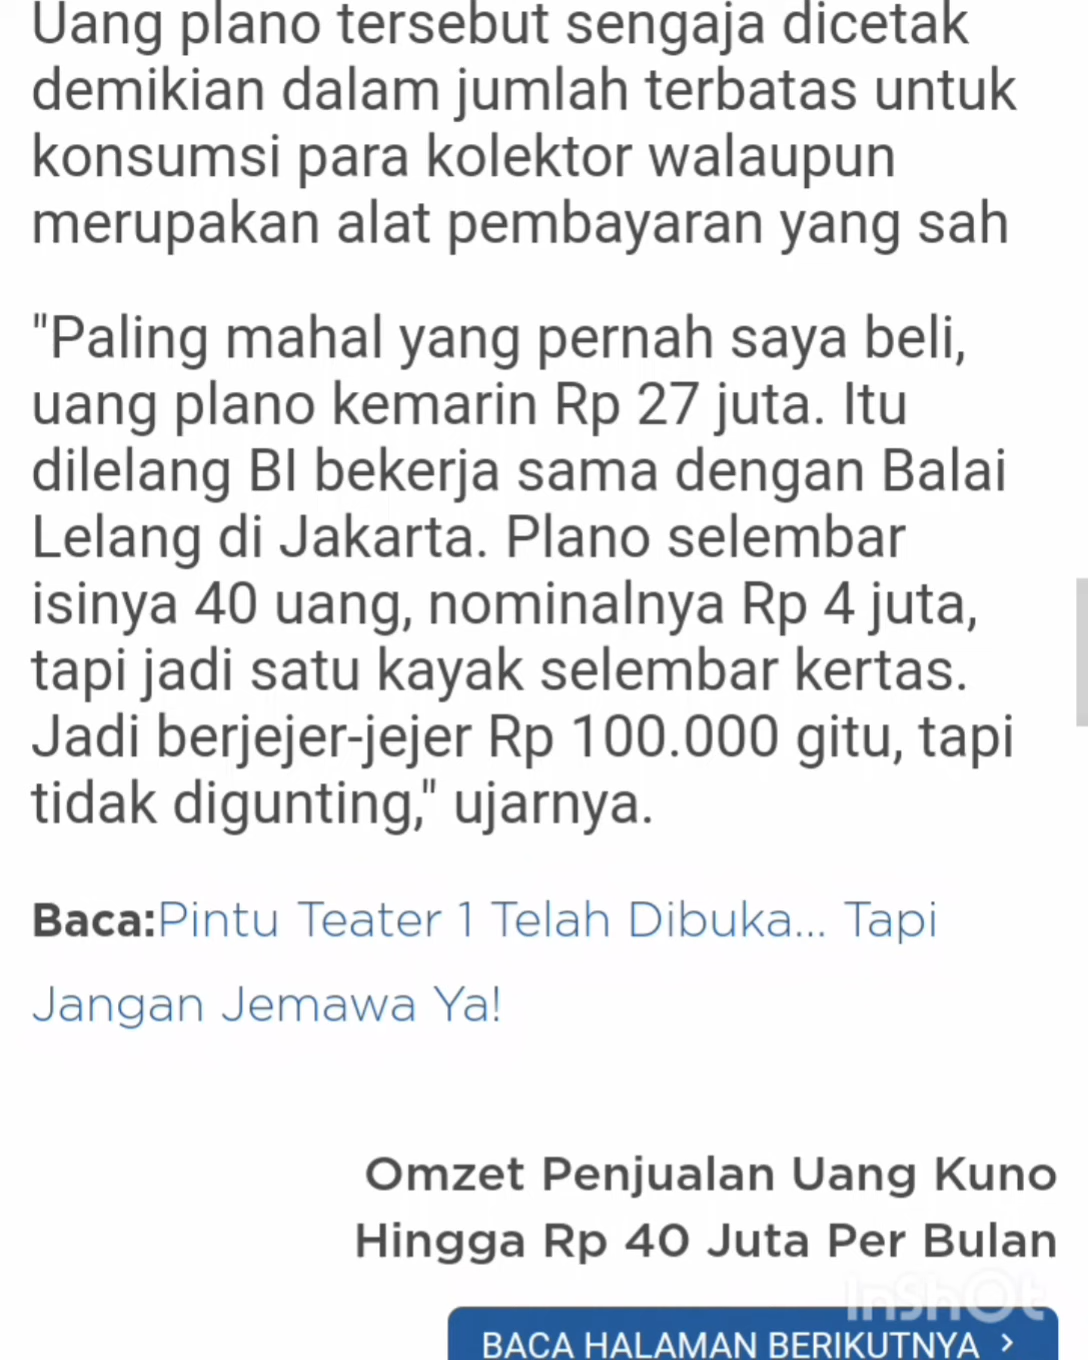 Uang plano tersebut sengaja dicetak
demikian dalam jumlah terbatas untuk
konsumsi para kolektor walaupun
merupakan alat pembayaran yang sah
"Paling mahal yang pernah saya beli,
uang plano kemarin Rp 27 juta. Itu
dilelang BI bekerja sama dengan Balai
Lelang di Jakarta. Plano selembar
isinya 40 uang, nominalnya Rp 4 juta,
tapi jadi satu kayak selembar kertas.
Jadi berjejer-jejer Rp 100.000 gitu, tapi
tidak digunting," ujarnya.
Baca:Pintu Teater 1 Telah Dibuka... Tapi
Jangan Jemawa Ya!
Omzet Penjualan Uang Kuno
Hingga Rp 40 Juta Per Bulan
InShOt
BACA HALAMAN BERIKUTNYA >